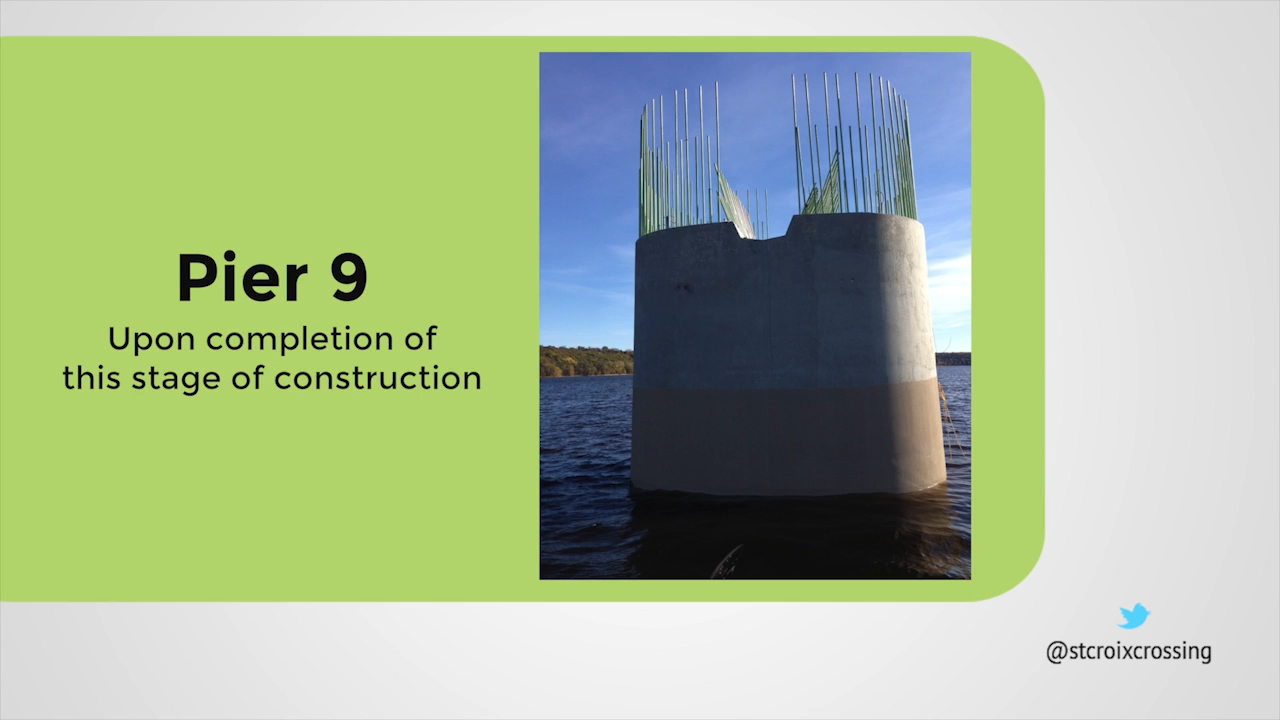 Pier 9
Upon completion of
this stage of construction
@stcroixcrossing